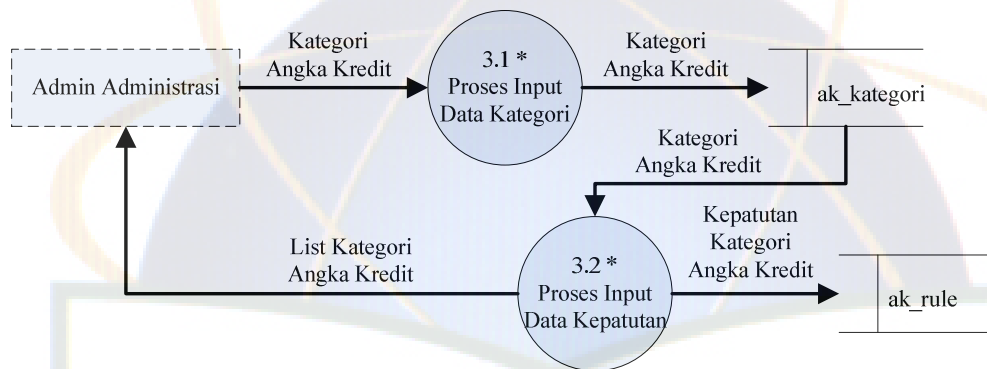 Admin Administrasi
Kategori
Angka Kredit
3.1 *
Proses Input
Data Kategori
Kategori
Angka Kredit
ak_kategori
Kategori
Angka Kredit
List Kategori
Angka Kredit
3.2 *
Proses Input
Data Kepatutan
Kepatutan
Kategori
Angka Kredit
ak_rule